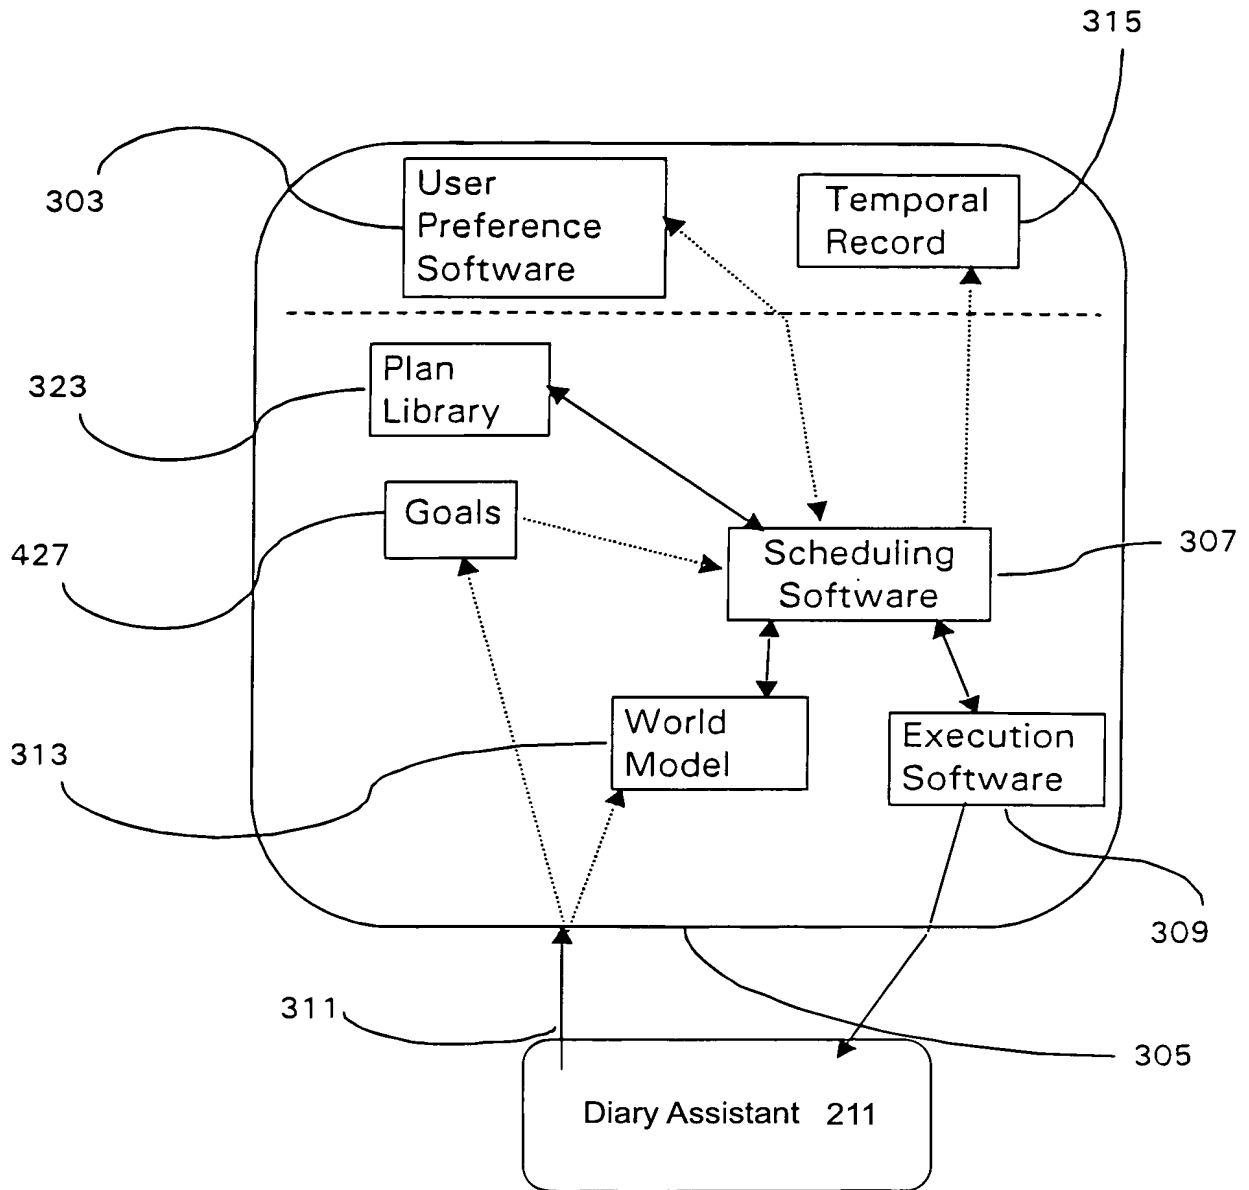 315
303
User
Preference
Software
Temporal
Record
323
Plan
Library
427
Goals
Scheduling
Software
307
313
World
Model
Execution
Software
309
311
305
Diary Assistant 211